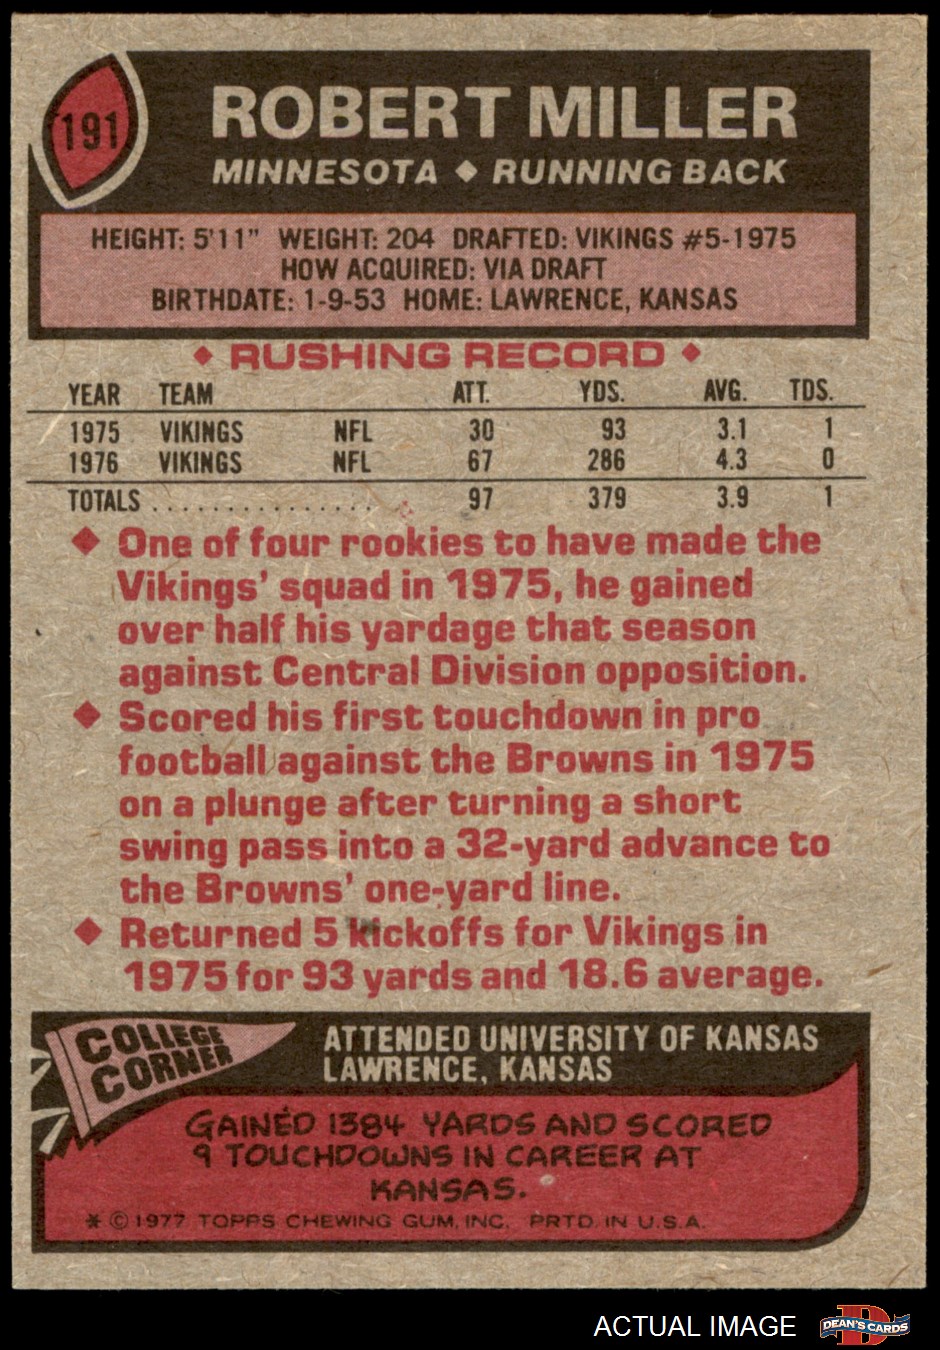 191
ROBERT MILLER
MINNESOTA ◆ RUNNING BACK
HEIGHT: 5'11" WEIGHT: 204 DRAFTED: VIKINGS #5-1975
HOW ACQUIRED: VIA DRAFT
BIRTHDATE: 1-9-53 HOME: LAWRENCE, KANSAS
◆ RUSHING RECORD ◆
YEAR TEAM ATT. YDS. AVG. TDS.
1975 VIKINGS NFL 30 93 3.1 1
1976 VIKINGS NFL 67 286 4.3 0
TOTALS . . . . . . . . . . . . . . . 97 379 3.9 1
◆ One of four rookies to have made the
Vikings' squad in 1975, he gained
over half his yardage that season
against Central Division opposition.
◆ Scored his first touchdown in pro
football against the Browns in 1975
on a plunge after turning a short
swing pass into a 32-yard advance to
the Browns' one-yard line.
◆ Returned 5 kickoffs for Vikings in
1975 for 93 yards and 18.6 average.
COLLEGE
CORNER
ATTENDED UNIVERSITY OF KANSAS
LAWRENCE, KANSAS
GAINED 1384 YARDS AND SCORED
9 TOUCHDOWNS IN CAREER AT
KANSAS.
* © 1977 TOPPS CHEWING GUM, INC. PRTD. IN U.S.A.
ACTUAL IMAGE
D
DEAN'S CARDS